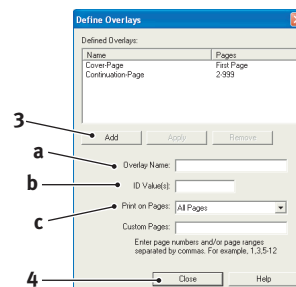 Define Overlays
Defined Overlays:
Name Pages
Cover-Page First Page
Continuation-Page 2-999
3
Add Apply Remove
a Overlay Name:
b ID Value(s):
c Print on Pages: All Pages
Custom Pages:
Enter page numbers and/or page ranges
separated by commas. For example, 1,3,5-12
4 Close Help